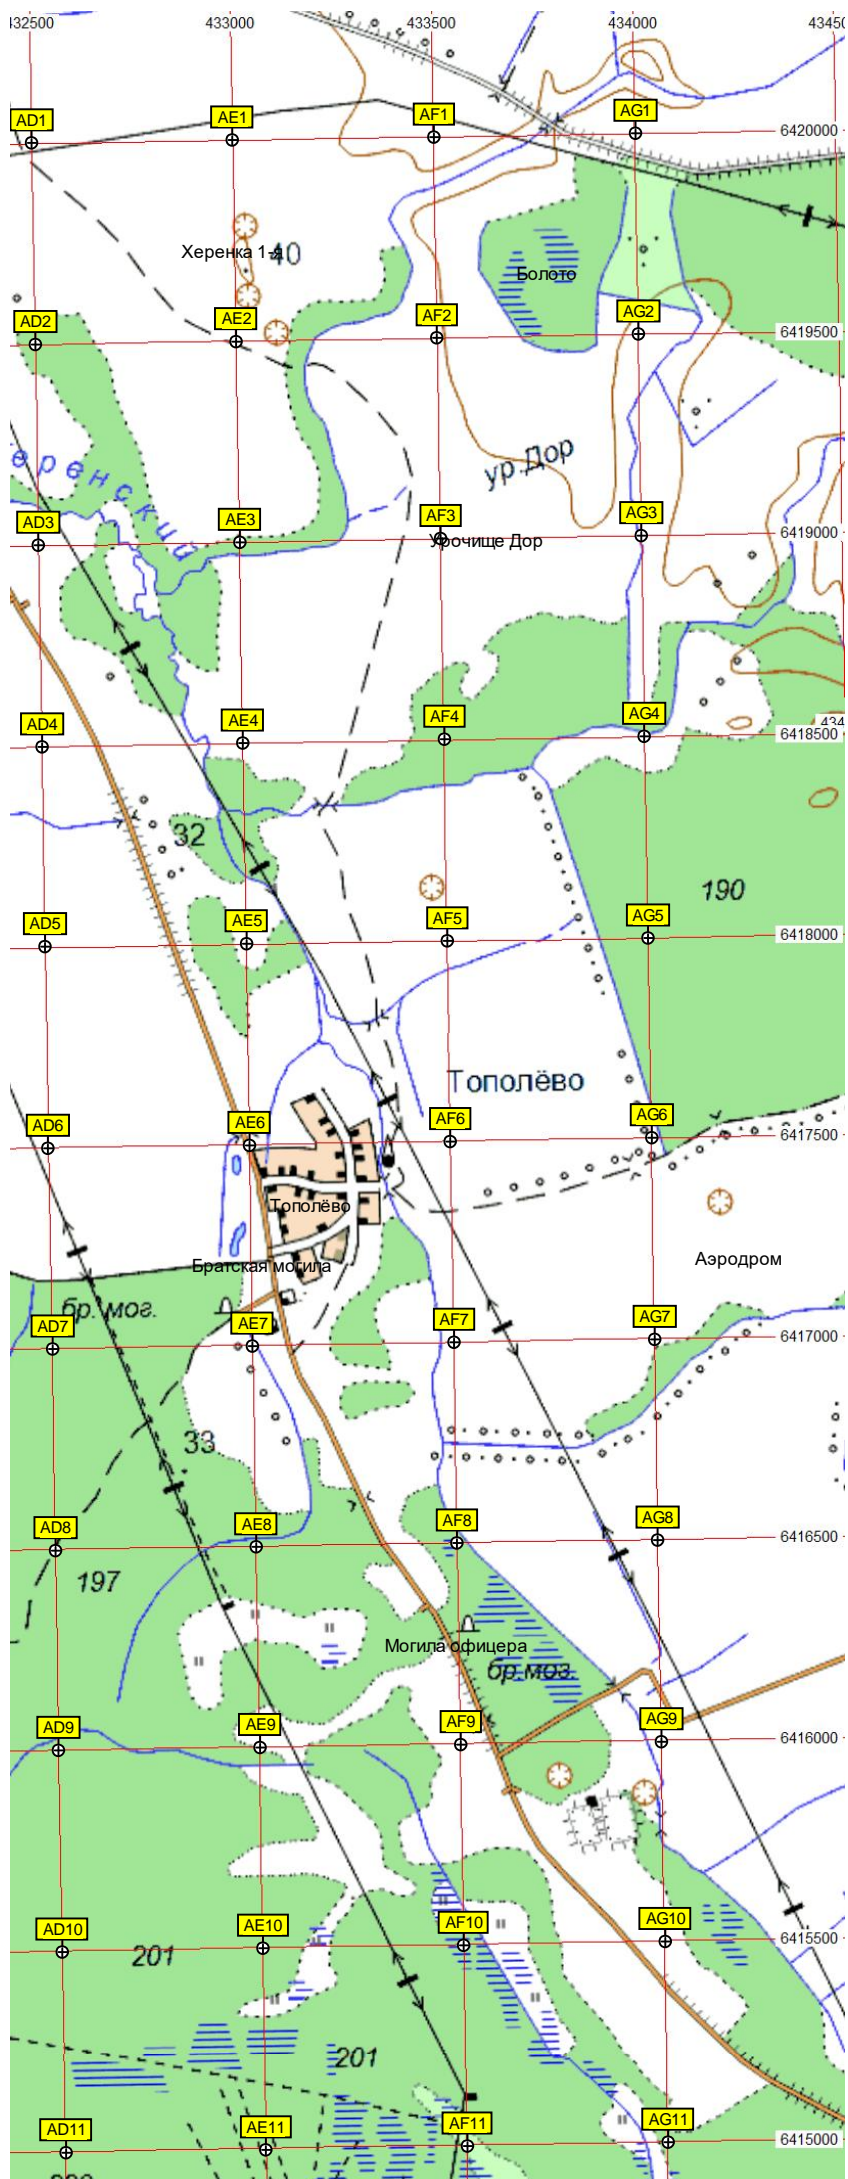 432500 433000 433500 434000 4345
AD1 AE1 AF1 AG1 6420000
Херенка 1-я 40
Болото
AD2 AE2 AF2 AG2 6419500
ур. Дор
еренский
AD3 AE3 AF3 AG3 6419000
Урочище Дор
AD4 AE4 AF4 AG4 434
6418500
32
190
AD5 AE5 AF5 AG5 6418000
Тополёво
AD6 AE6 AF6 AG6 6417500
Тополёво
Братская могила
Аэродром
бр. мог.
AD7 AE7 AF7 AG7 6417000
33
AD8 AE8 AF8 AG8 6416500
197
Могила офицера
бр.мог.
AD9 AE9 AF9 AG9 6416000
AD10 AE10 AF10 AG10 6415500
201
201
AD11 AE11 AF11 AG11 6415000